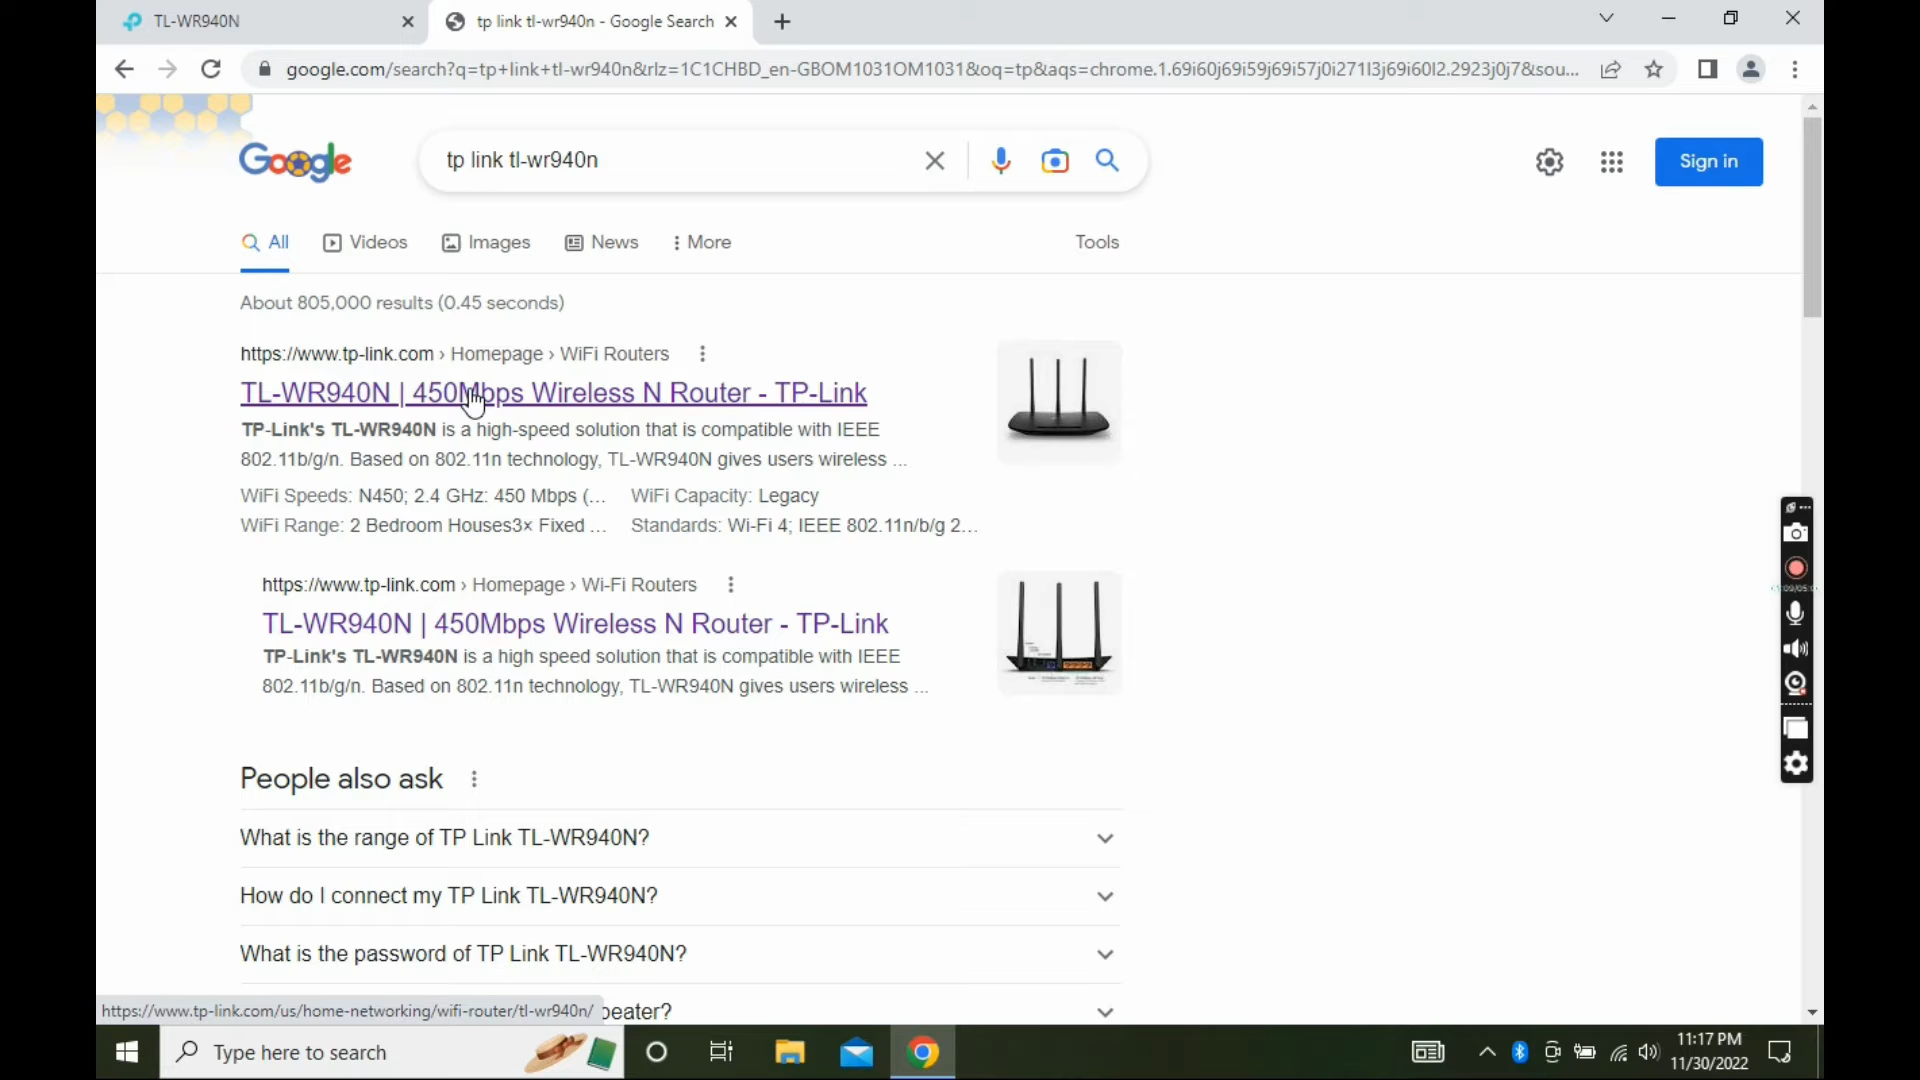 TL-WR940N
tp link tl-wr940n - Google Search
google.com/search?q=tp+link+tl-wr940n&rlz=1C1CHBD_en-GBOM1031OM1031&oq=tp&aqs=chrome.1.69i60j69i59j69i57j0i271l3j69i60l2.2923j0j7&sou...
Google
tp link tl-wr940n
Sign in
All
Videos
Images
News
More
Tools
About 805,000 results (0.45 seconds)
https://www.tp-link.com › Homepage › WiFi Routers
TL-WR940N | 450Mbps Wireless N Router - TP-Link
TP-Link's TL-WR940N is a high-speed solution that is compatible with IEEE
802.11b/g/n. Based on 802.11n technology, TL-WR940N gives users wireless ...
WiFi Speeds: N450; 2.4 GHz: 450 Mbps (... WiFi Capacity: Legacy
WiFi Range: 2 Bedroom Houses3× Fixed ... Standards: Wi-Fi 4; IEEE 802.11n/b/g 2...
https://www.tp-link.com › Homepage › Wi-Fi Routers
TL-WR940N | 450Mbps Wireless N Router - TP-Link
TP-Link's TL-WR940N is a high speed solution that is compatible with IEEE
802.11b/g/n. Based on 802.11n technology, TL-WR940N gives users wireless ...
People also ask
What is the range of TP Link TL-WR940N?
How do I connect my TP Link TL-WR940N?
What is the password of TP Link TL-WR940N?
https://www.tp-link.com/us/home-networking/wifi-router/tl-wr940n/
peater?
Type here to search
11:17 PM
11/30/2022